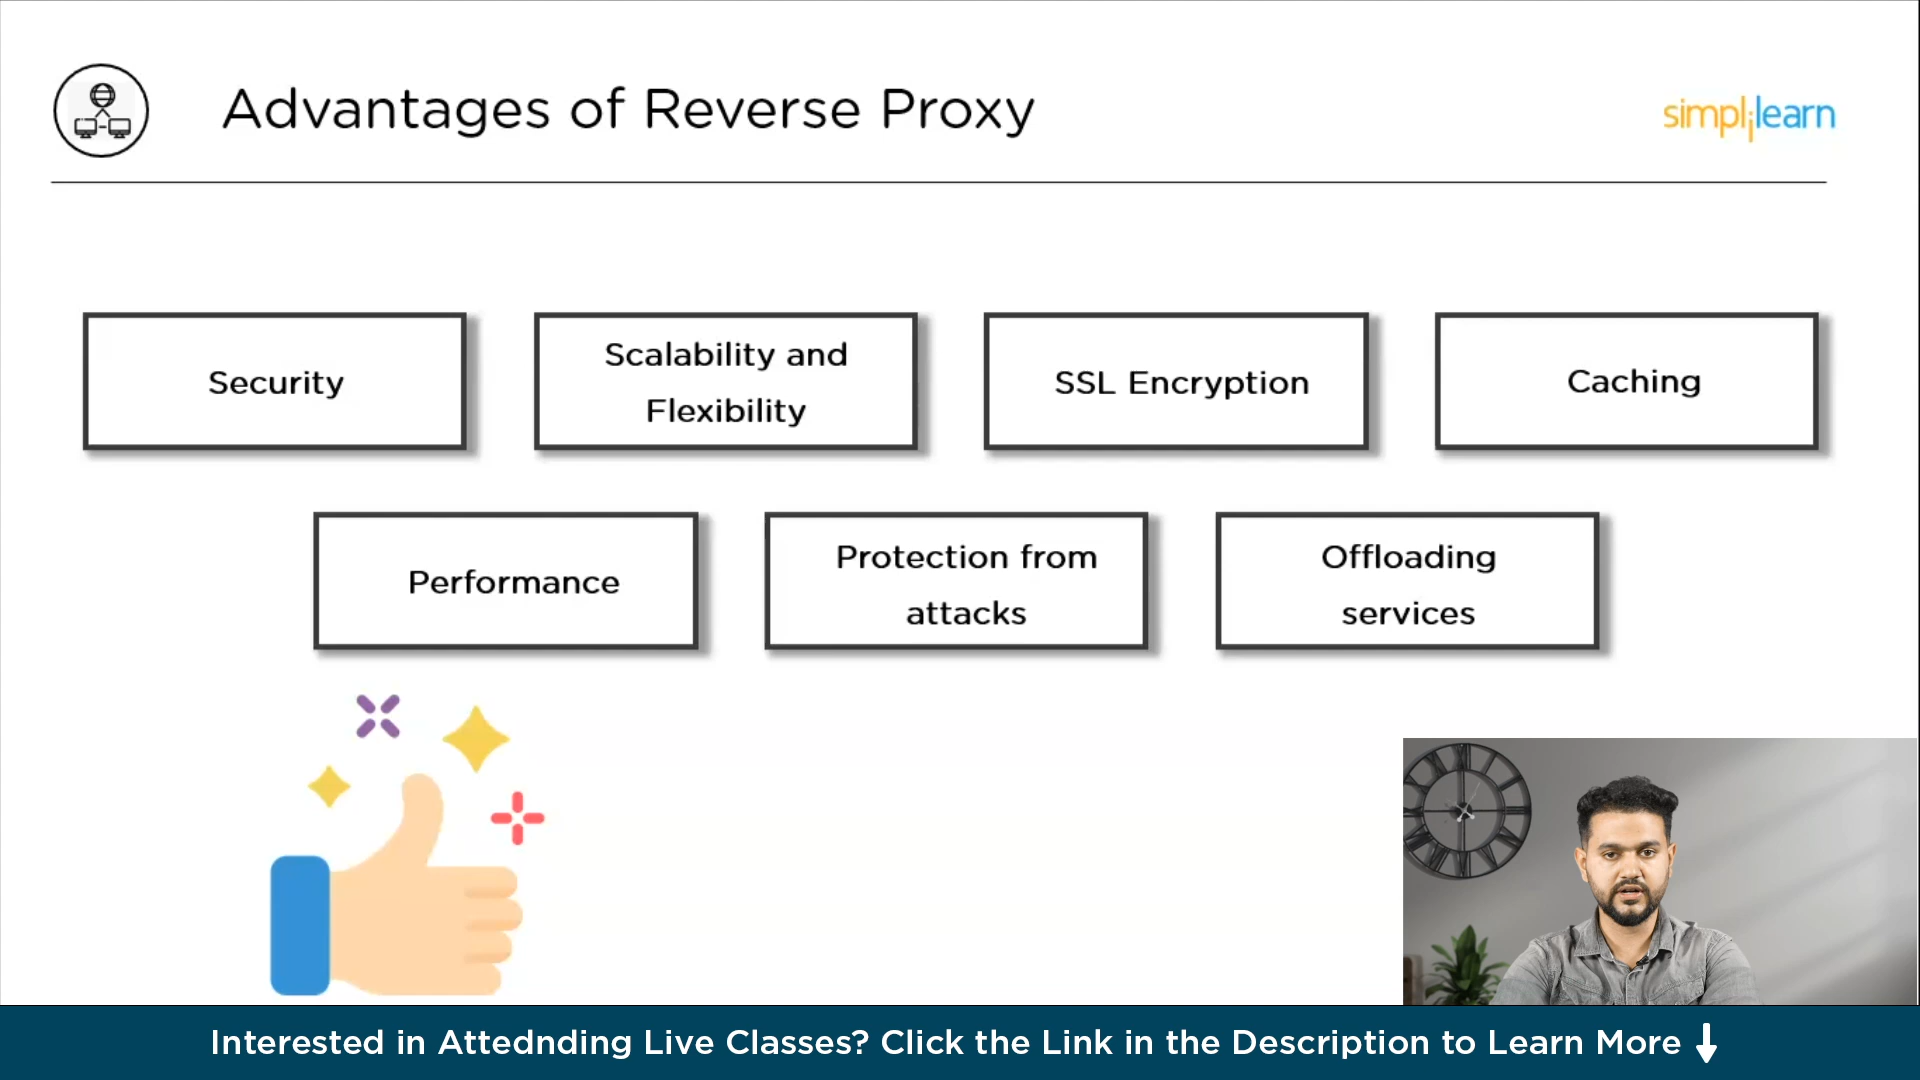 Advantages of Reverse Proxy
simplilearn
Security
Scalability and
Flexibility
SSL Encryption
Caching
Performance
Protection from
attacks
Offloading
services
Interested in Attednding Live Classes? Click the Link in the Description to Learn More